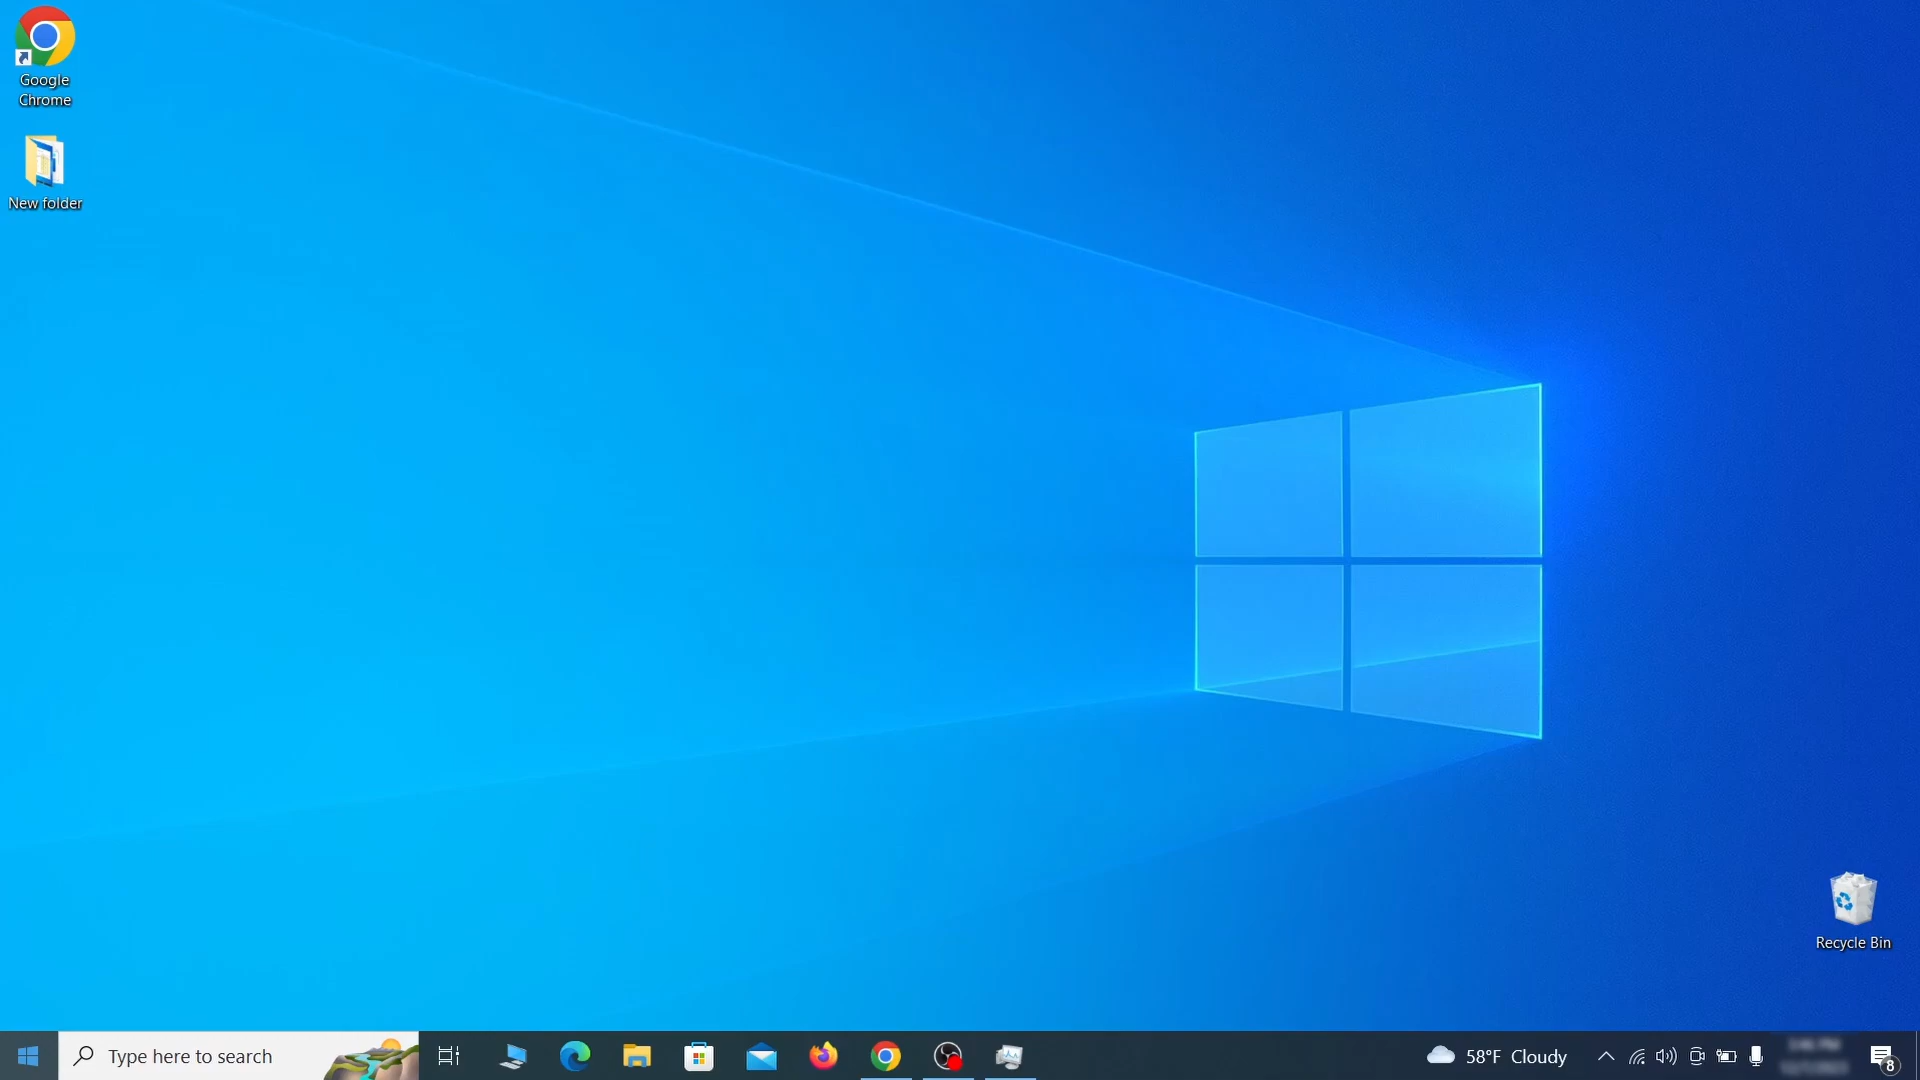 Google
Chrome
New folder
Recycle Bin
Type here to search
58°F Cloudy
8